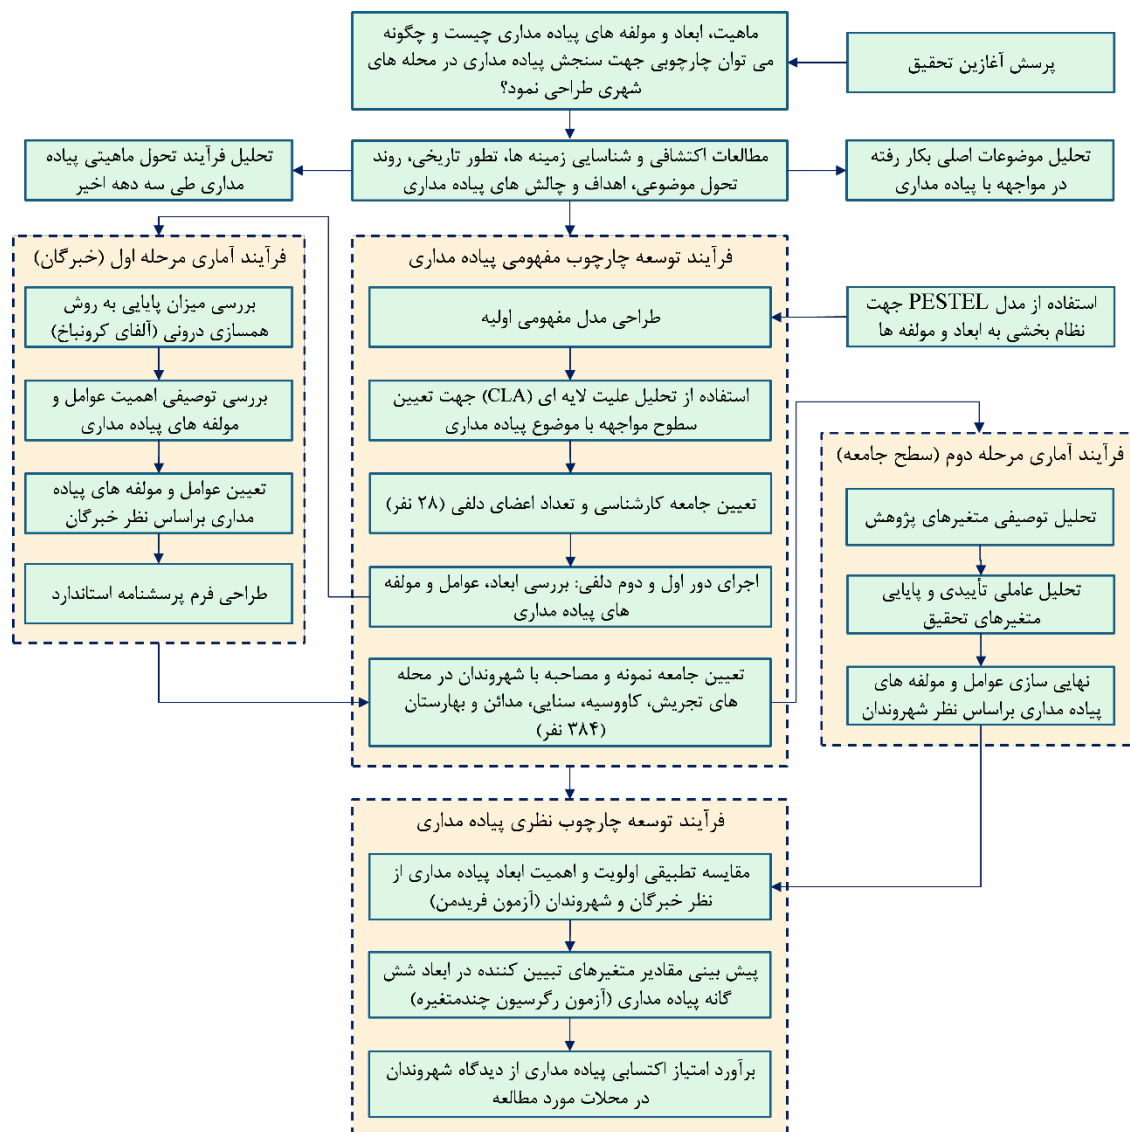 ماهیت، ابعاد و مولفه های پیاده مداری چیست و چگونه
می توان چارچوبی جهت سنجش پیاده مداری در محله های
شهری طراحی نمود؟
پرسش آغازین تحقیق
تحلیل موضوعات اصلی بکار رفته
در مواجهه با پیاده مداری
مطالعات اکتشافی و شناسایی زمینه ها، تطور تاریخی، روند
تحول موضوعی، اهداف و چالش های پیاده مداری
تحلیل فرآیند تحول ماهیتی پیاده
مداری طی سه دهه اخیر
فرآیند توسعه چارچوب مفهومی پیاده مداری
طراحی مدل مفهومی اولیه
استفاده از مدل PESTEL جهت
نظام بخشی به ابعاد و مولفه ها
استفاده از تحلیل علیت لایه ای (CLA) جهت تعیین
سطوح مواجهه با موضوع پیاده مداری
تعیین جامعه کارشناسی و تعداد اعضای دلفی (۲۸ نفر)
اجرای دور اول و دوم دلفی: بررسی ابعاد، عوامل و مولفه
های پیاده مداری
تعیین جامعه نمونه و مصاحبه با شهروندان در محله
های تجریش، کاووسیه، سنایی، مدائن و بهارستان
(۳۸۴ نفر)
فرآیند آماری مرحله اول (خبرگان)
بررسی میزان پایایی به روش
همسازی درونی (آلفای کرونباخ)
بررسی توصیفی اهمیت عوامل و
مولفه های پیاده مداری
تعیین عوامل و مولفه های پیاده
مداری براساس نظر خبرگان
طراحی فرم پرسشنامه استاندارد
فرآیند آماری مرحله دوم (سطح جامعه)
تحلیل توصیفی متغیرهای پژوهش
تحلیل عاملی تأییدی و پایایی
متغیرهای تحقیق
نهایی سازی عوامل و مولفه های
پیاده مداری براساس نظر شهروندان
فرآیند توسعه چارچوب نظری پیاده مداری
مقایسه تطبیقی اولویت و اهمیت ابعاد پیاده مداری از
نظر خبرگان و شهروندان (آزمون فریدمن)
پیش بینی مقادیر متغیرهای تبیین کننده در ابعاد شش
گانه پیاده مداری (آزمون رگرسیون چندمتغیره)
برآورد امتیاز اکتسابی پیاده مداری از دیدگاه شهروندان
در محلات مورد مطالعه